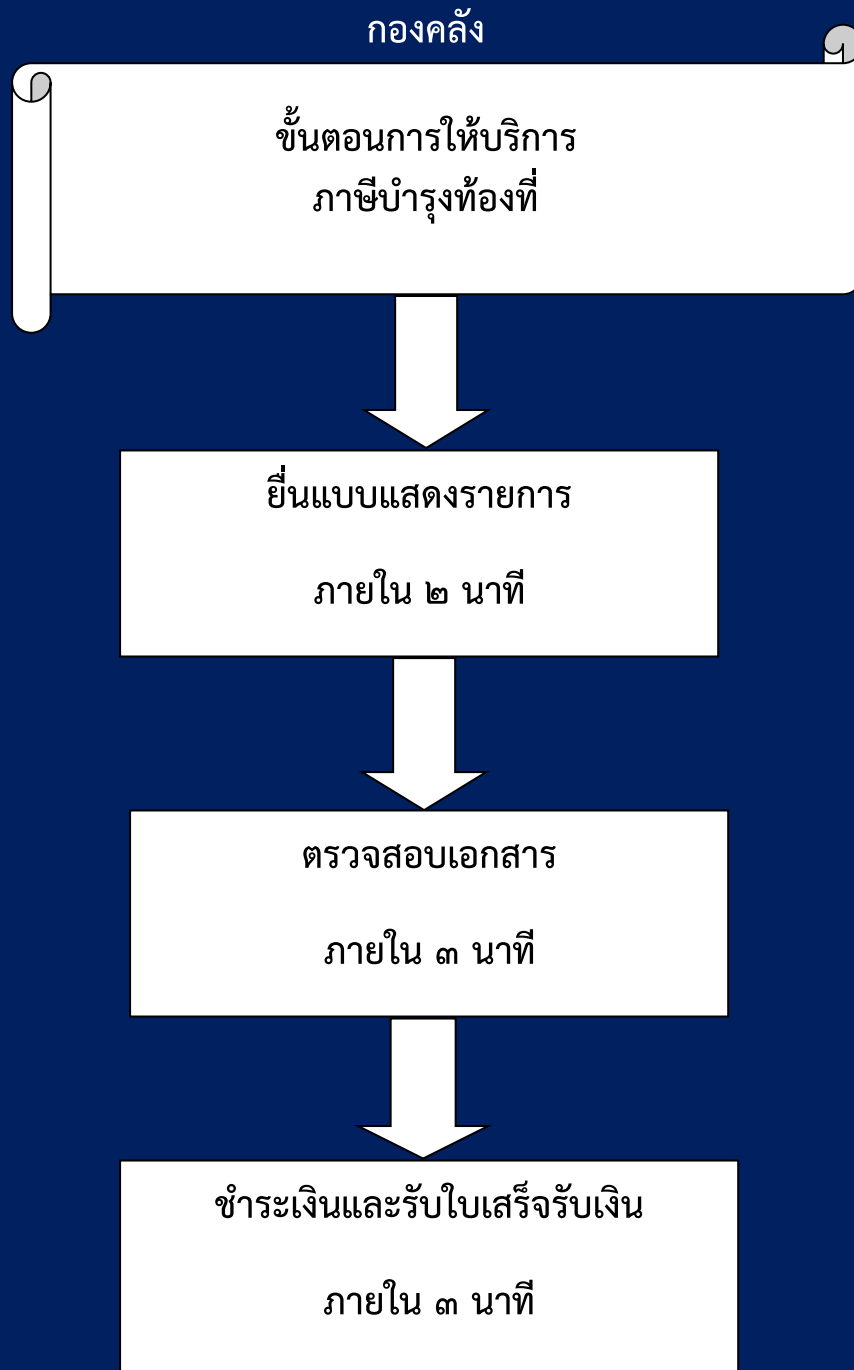 กองคลัง
ขั้นตอนการให้บริการ
ภาษีบำรุงท้องที่
ยื่นแบบแสดงรายการ
ภายใน ๒ นาที
ตรวจสอบเอกสาร
ภายใน ๓ นาที
ชำระเงินและรับใบเสร็จรับเงิน
ภายใน ๓ นาที